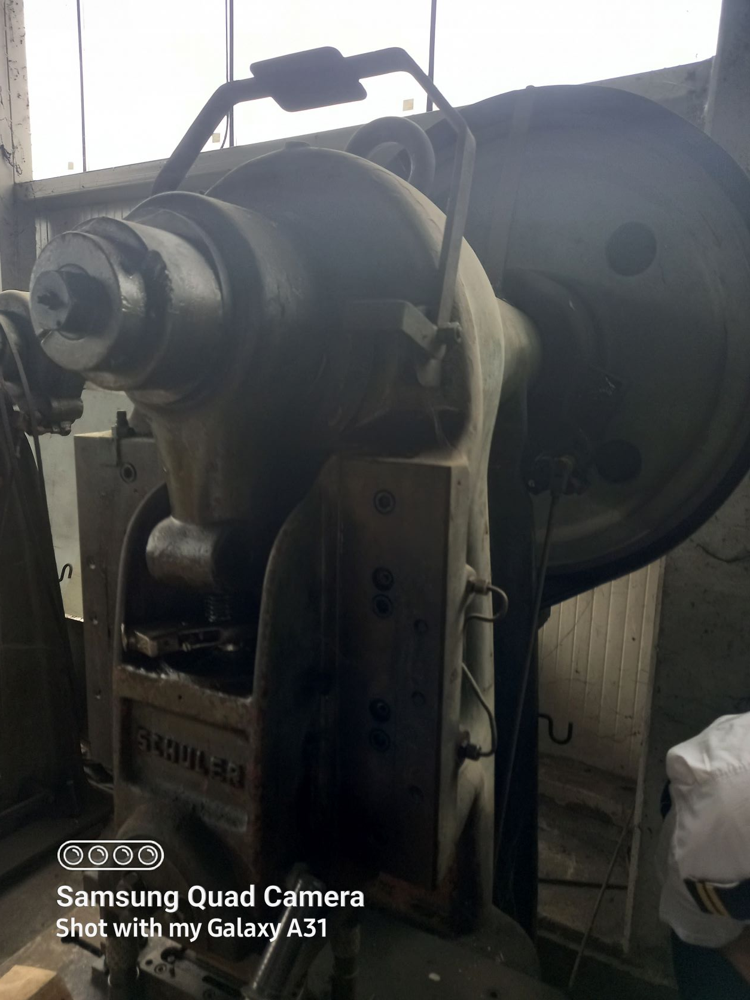 SCHULER
Samsung Quad Camera
Shot with my Galaxy A31